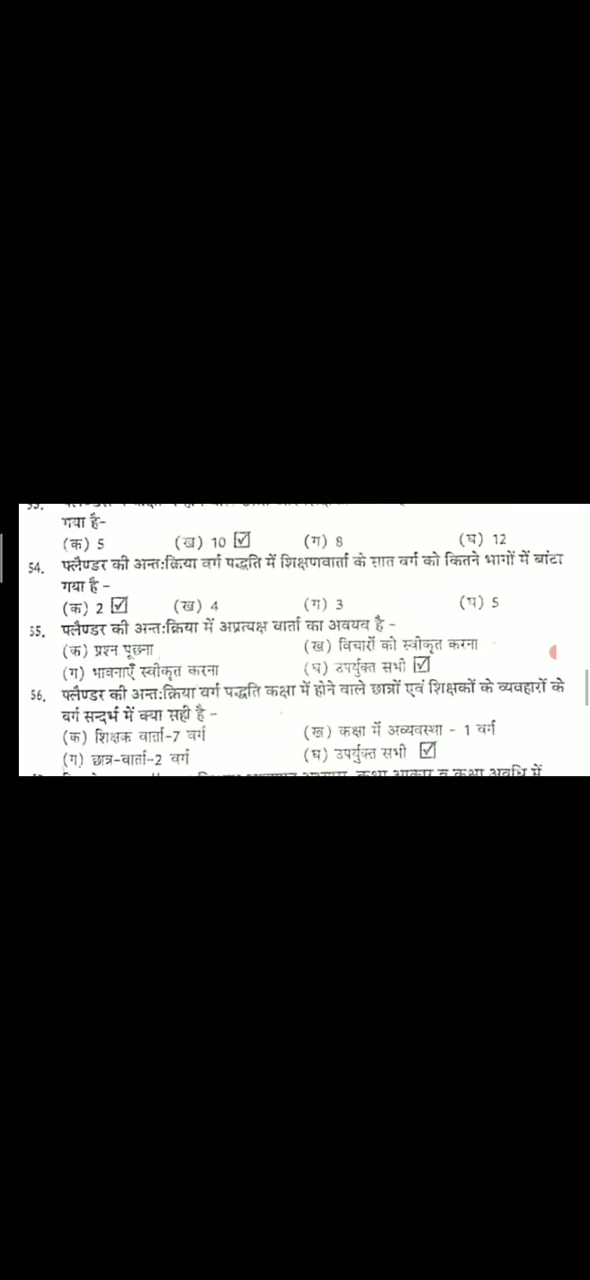 गया है-
(क) 5 (ख) 10 ☑ (ग) 8 (घ) 12
54. फ्लैण्डर की अन्त:क्रिया वर्ग पद्धति में शिक्षणवार्ता के सात वर्ग को कितने भागों में बांटा
गया है -
(क) 2 ☑ (ख) 4 (ग) 3 (घ) 5
55. फ्लैण्डर की अन्त:क्रिया में अप्रत्यक्ष वार्ता का अवयव है -
(क) प्रश्न पूछना (ख) विचारों को स्वीकृत करना
(ग) भावनाएँ स्वीकृत करना (घ) उपर्युक्त सभी ☑
56. फ्लैण्डर की अन्त:क्रिया वर्ग पद्धति कक्षा में होने वाले छात्रों एवं शिक्षकों के व्यवहारों के
वर्ग सन्दर्भ में क्या सही है -
(क) शिक्षक वार्ता-7 वर्ग (ख) कक्षा में अव्यवस्था - 1 वर्ग
(ग) छात्र-वार्ता-2 वर्ग (घ) उपर्युक्त सभी ☑